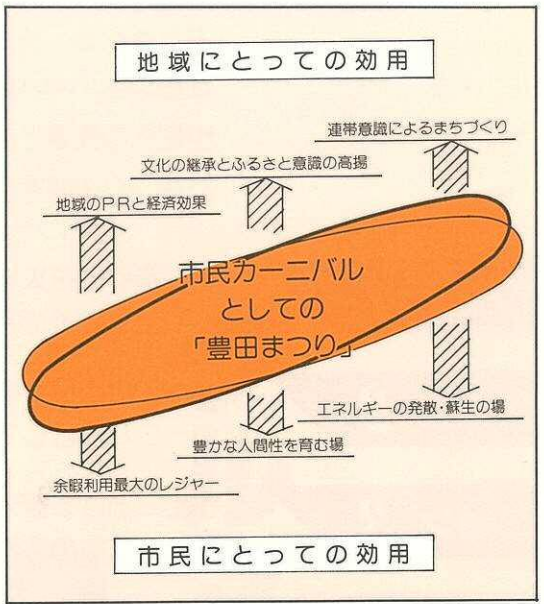 地域にとっての効用
連帯意識によるまちづくり
文化の継承とふるさと意識の高揚
地域のPRと経済効果
市民カーニバル
としての
「豊田まつり」
エネルギーの発散・蘇生の場
豊かな人間性を育む場
余暇利用最大のレジャー
市民にとっての効用